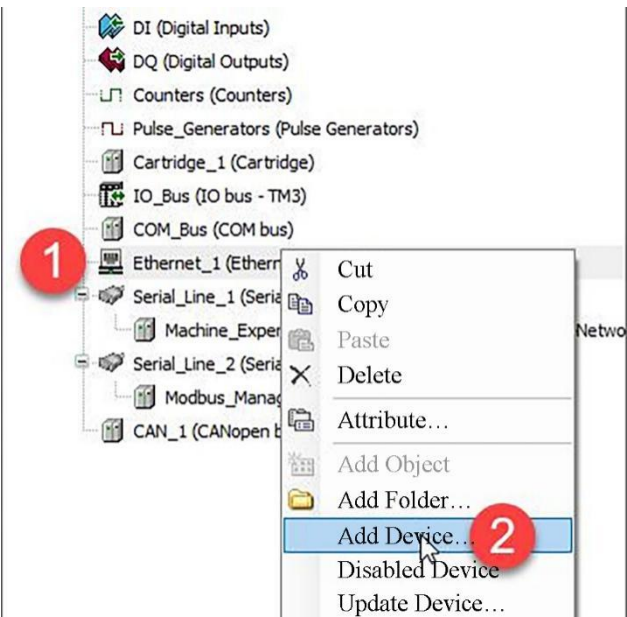 DI (Digital Inputs)
DQ (Digital Outputs)
Counters (Counters)
Pulse_Generators (Pulse Generators)
Cartridge_1 (Cartridge)
IO_Bus (IO bus - TM3)
COM_Bus (COM bus)
1
Ethernet_1 (Ethern
Serial_Line_1 (Seria
Machine_Exper
Netwo
Serial_Line_2 (Seria
Modbus_Manag
CAN_1 (CANopen b
Cut
Copy
Paste
Delete
Attribute...
Add Object
Add Folder...
Add Device...
2
Disabled Device
Update Device...